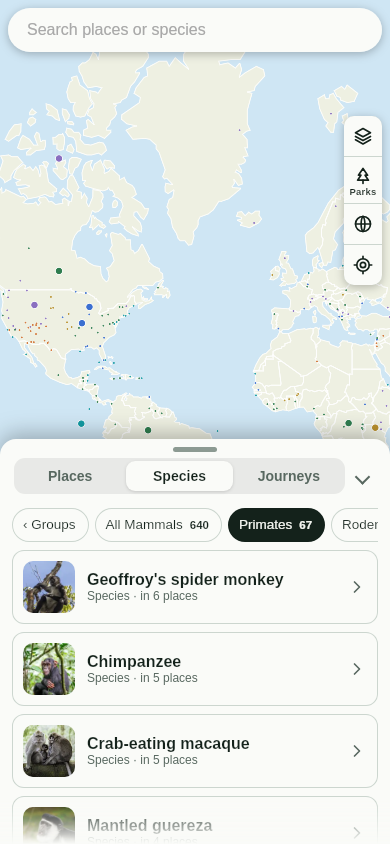 Search places or species
Parks
Places
Species
Journeys
‹ Groups
All Mammals 640
Primates 67
Roder
Geoffroy's spider monkey
Species · in 6 places
Chimpanzee
Species · in 5 places
Crab-eating macaque
Species · in 5 places
Mantled guereza